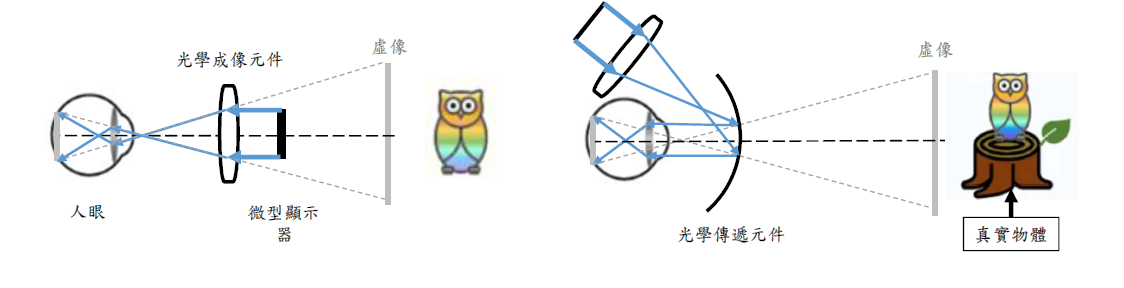 光學成像元件
虛像
人眼
微型顯示
器
虛像
光學傳遞元件
真實物體